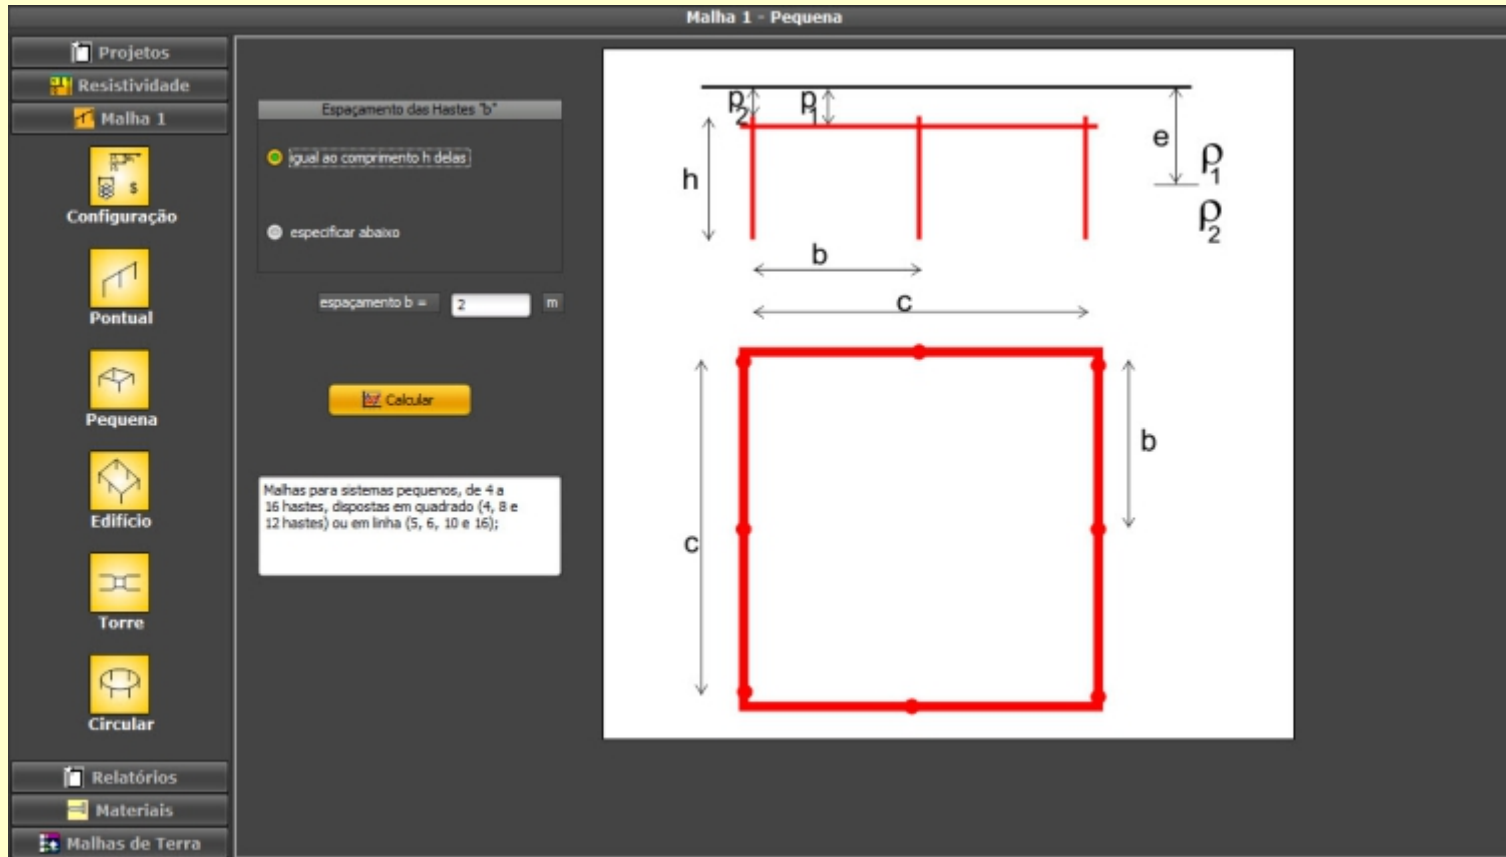 Malha 1 - Pequena
Projetos
Resistividade
Malha 1
Configuração
Pontual
Pequena
Edifício
Torre
Circular
Relatórios
Materiais
Malhas de Terra
Espaçamento das Hastes "b"
igual ao comprimento h delas
especificar abaixo
espaçamento b = 2 m
Calcular
Malhas para sistemas pequenos, de 4 a
16 hastes, dispostas em quadrado (4, 8 e
12 hastes) ou em linha (5, 6, 10 e 16);
p2 p1
e
ρ1
h
ρ2
b
c
b
c